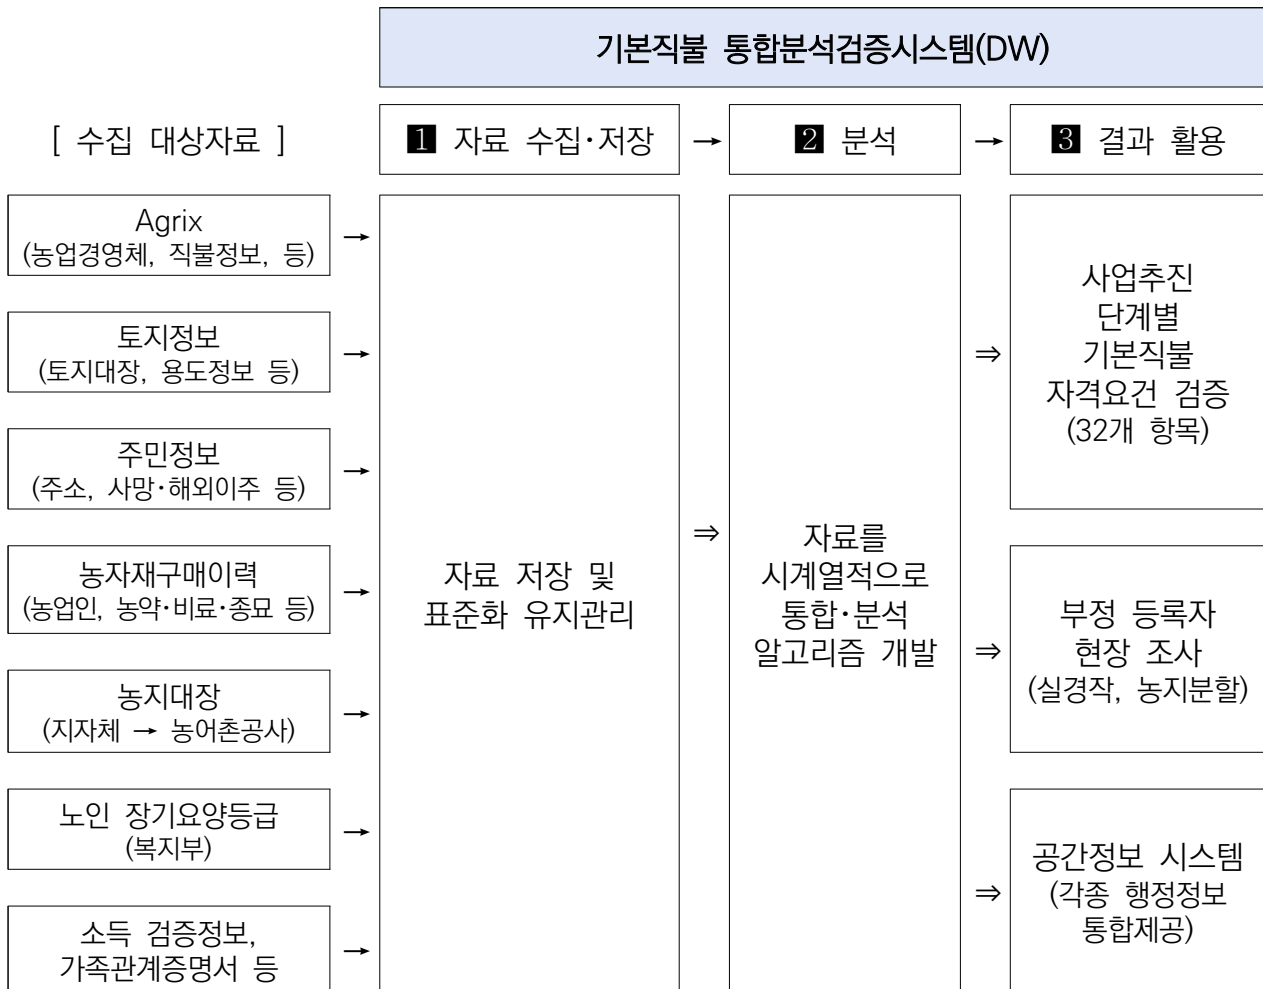 기본직불 통합분석검증시스템(DW)
[ 수집 대상자료 ]
1 자료 수집·저장
→
2 분석
→
3 결과 활용
Agrix
(농업경영체, 직불정보, 등)
→
토지정보
(토지대장, 용도정보 등)
→
주민정보
(주소, 사망·해외이주 등)
→
농자재구매이력
(농업인, 농약·비료·종묘 등)
→
농지대장
(지자체 → 농어촌공사)
→
노인 장기요양등급
(복지부)
→
소득 검증정보,
가족관계증명서 등
→
자료 저장 및
표준화 유지관리
⇒
자료를
시계열적으로
통합·분석
알고리즘 개발
⇒
사업추진
단계별
기본직불
자격요건 검증
(32개 항목)
⇒
부정 등록자
현장 조사
(실경작, 농지분할)
⇒
공간정보 시스템
(각종 행정정보
통합제공)